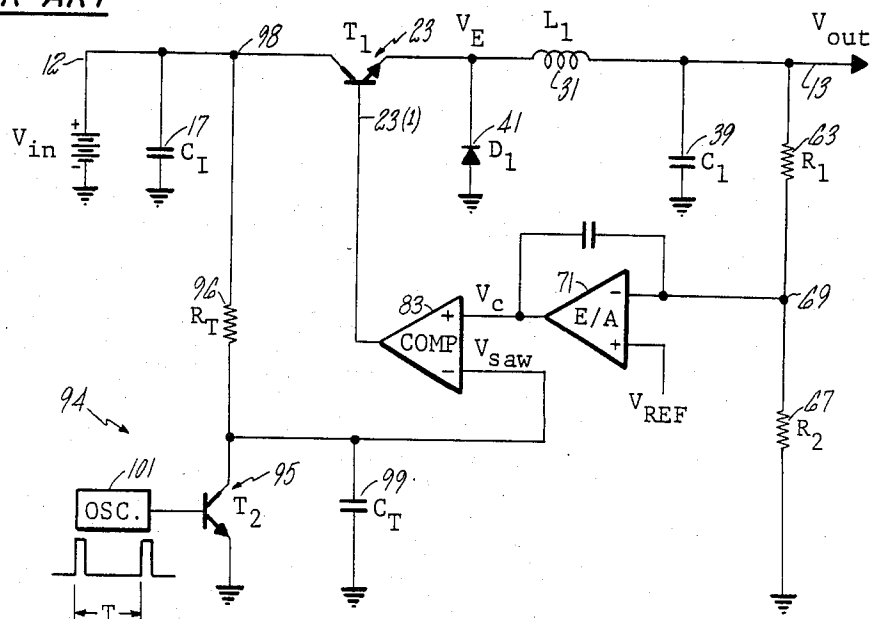 T1 23 VE L1 Vout
12 98 31 13
23(1) 41 39 63
Vin + - 17 CI D1 C1 R1
96 RT 83 Vc 71 - 69
COMP + - E/A +
Vsaw VREF 67 R2
94
101 95 99
OSC. T2 CT
T